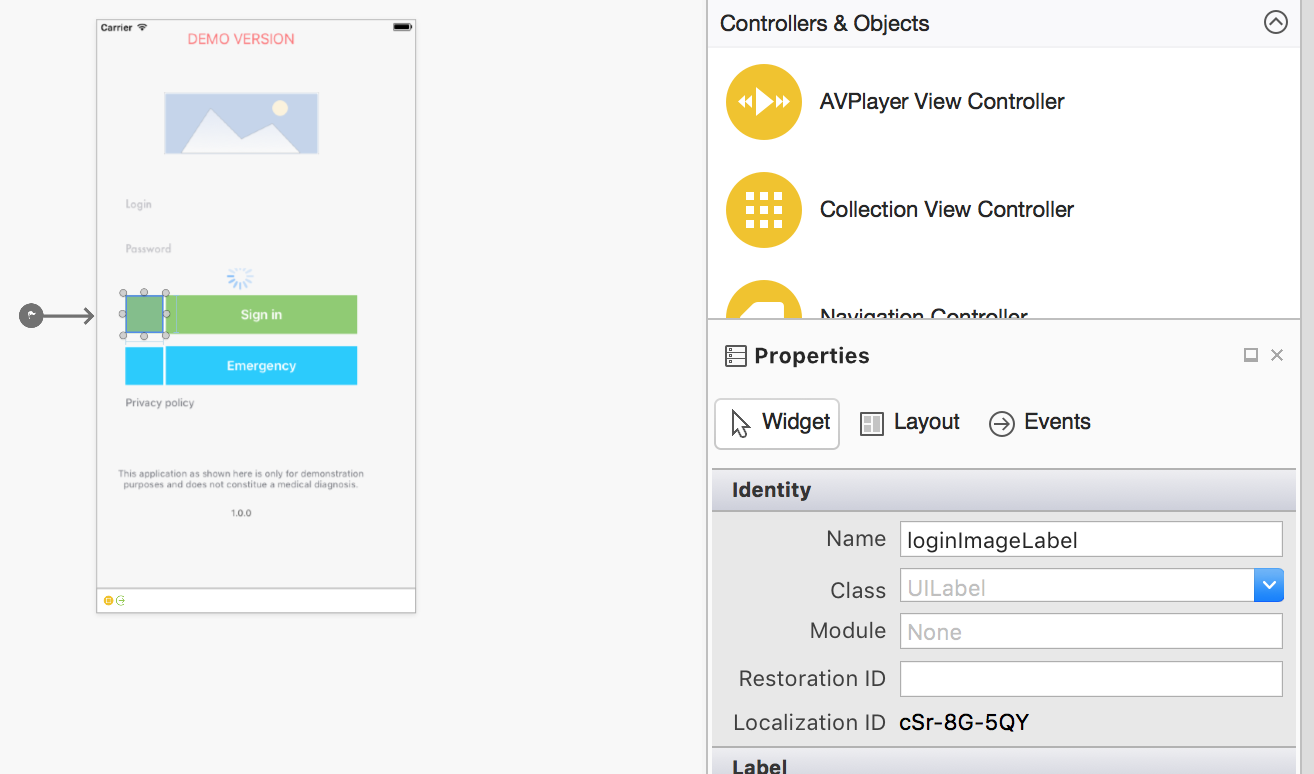 Carrier
DEMO VERSION
Login
Password
Sign in
Emergency
Privacy policy
This application as shown here is only for demonstration
purposes and does not constitue a medical diagnosis.
1.0.0
Controllers & Objects
AVPlayer View Controller
Collection View Controller
Navigation Controller
Properties
Widget
Layout
Events
Identity
Name
loginImageLabel
Class
UILabel
Module
None
Restoration ID
Localization ID
cSr-8G-5QY
Label